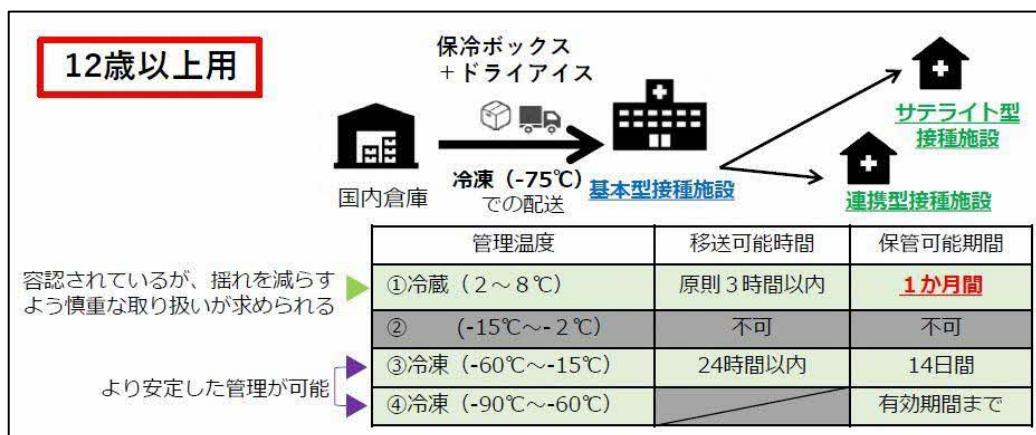 12歳以上用
保冷ボックス
＋ドライアイス
国内倉庫
冷凍（-75℃）
での配送
基本型接種施設
サテライト型
接種施設
連携型接種施設
管理温度 移送可能時間 保管可能期間
容認されているが、揺れを減らす
よう慎重な取り扱いが求められる
①冷蔵（２～８℃） 原則３時間以内 １か月間
② (-15℃～-２℃) 不可 不可
より安定した管理が可能
③冷凍（-60℃～-15℃） 24時間以内 14日間
④冷凍（-90℃～-60℃） 有効期間まで